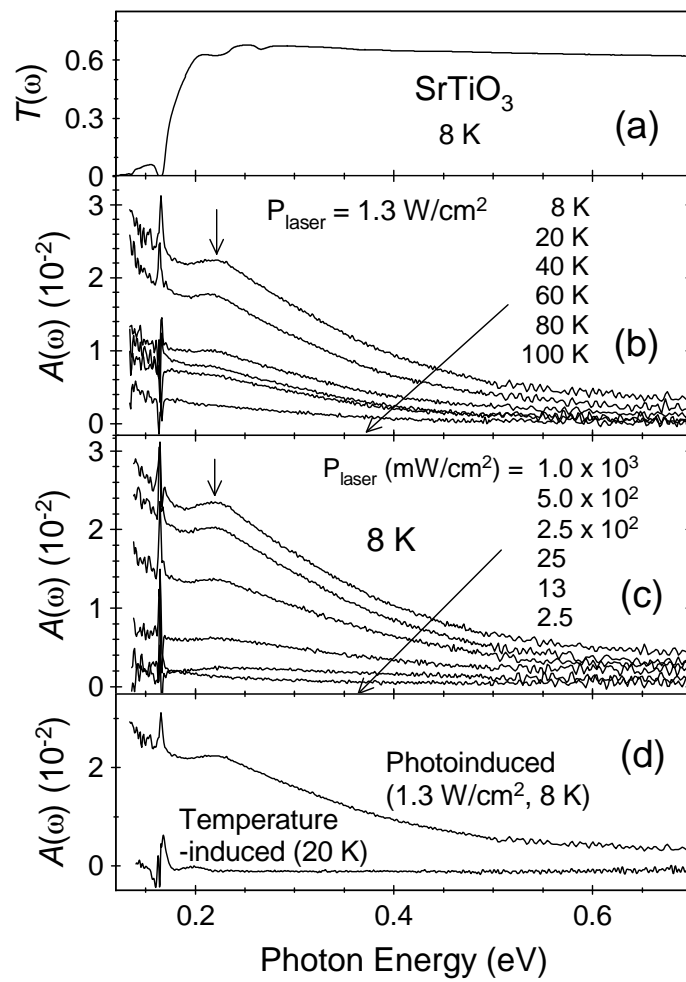 T(ω)
0.6
0.3
0
SrTiO₃
8 K
(a)
A(ω) (10⁻²)
3
2
1
0
P_laser = 1.3 W/cm²
8 K
20 K
40 K
60 K
80 K
100 K
(b)
A(ω) (10⁻²)
3
2
1
0
P_laser (mW/cm²) =
1.0 x 10³
5.0 x 10²
2.5 x 10²
25
13
2.5
8 K
(c)
A(ω) (10⁻²)
2
0
Photoinduced
(1.3 W/cm², 8 K)
Temperature
-induced (20 K)
(d)
0.2
0.4
0.6
Photon Energy (eV)